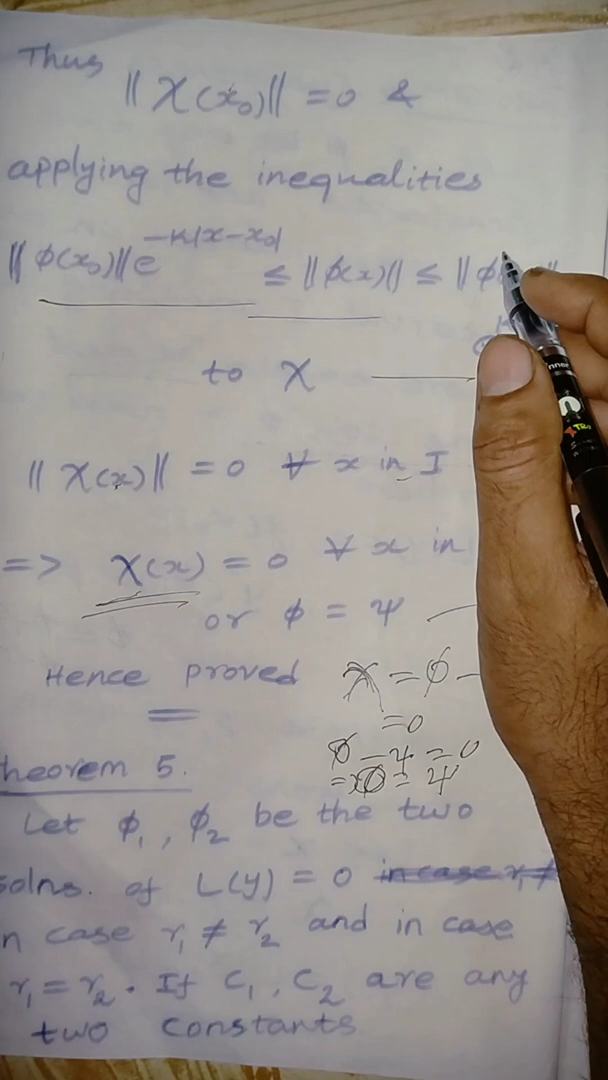 Thus
|| X(x₀)|| = 0 &
applying the inequalities
||φ(x₀)||e^{-k|x-x₀|} ≤ ||φ(x)|| ≤ ||φ
to X
|| X(x)|| = 0 ∀ x in I
=> X(x) = 0 ∀ x in
or φ = ψ
Hence proved
X = φ -
= 0
φ - ψ = 0
φ = ψ
heorem 5.
Let φ₁, φ₂ be the two
solns. of L(y) = 0 in case r₁ ≠
n case r₁ ≠ r₂ and in case
r₁ = r₂. If C₁, C₂ are any
two constants